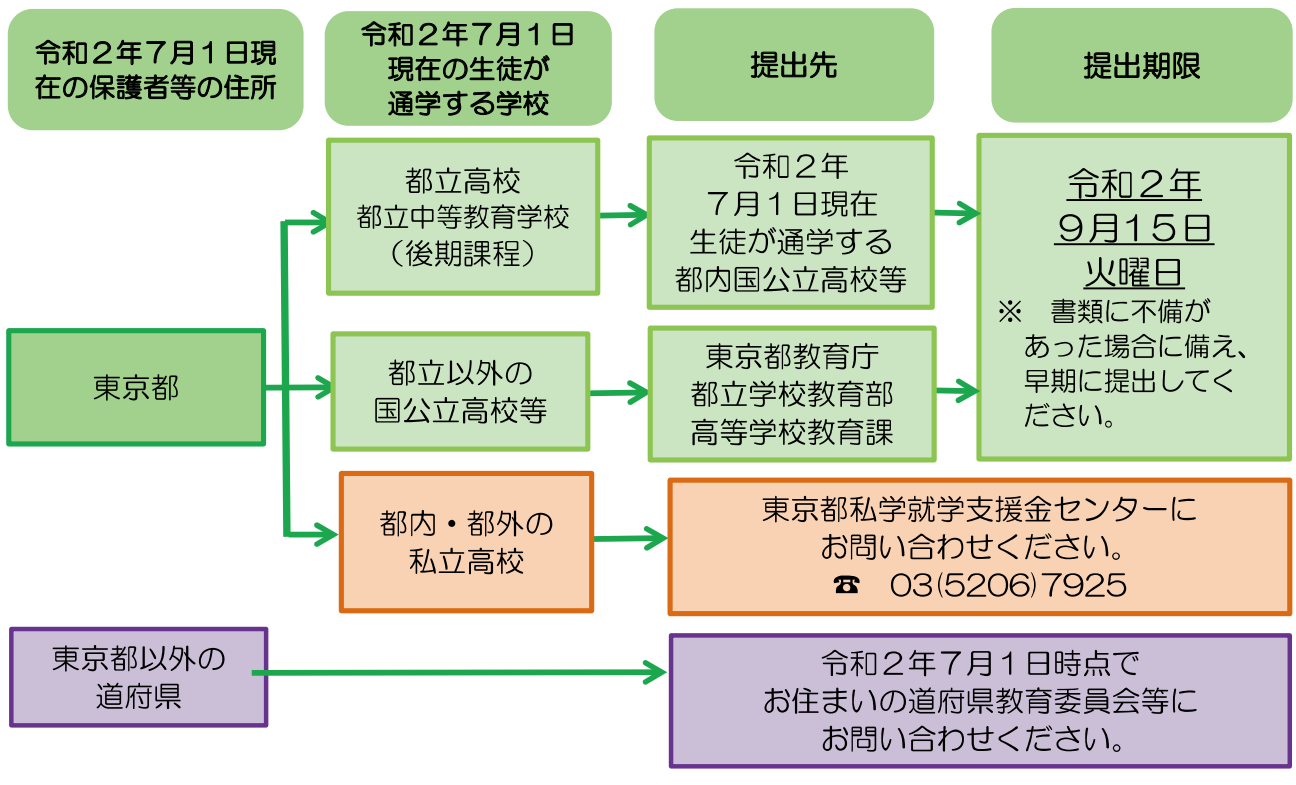 令和２年７月１日現
在の保護者等の住所
令和２年７月１日
現在の生徒が
通学する学校
提出先
提出期限
東京都
都立高校
都立中等教育学校
（後期課程）
令和２年
７月１日現在
生徒が通学する
都内国公立高校等
令和２年
９月１５日
火曜日
※　書類に不備が
あった場合に備え、
早期に提出してく
ださい。
都立以外の
国公立高校等
東京都教育庁
都立学校教育部
高等学校教育課
都内・都外の
私立高校
東京都私学就学支援金センターに
お問い合わせください。
☎　03(5206)7925
東京都以外の
道府県
令和２年７月１日時点で
お住まいの道府県教育委員会等に
お問い合わせください。